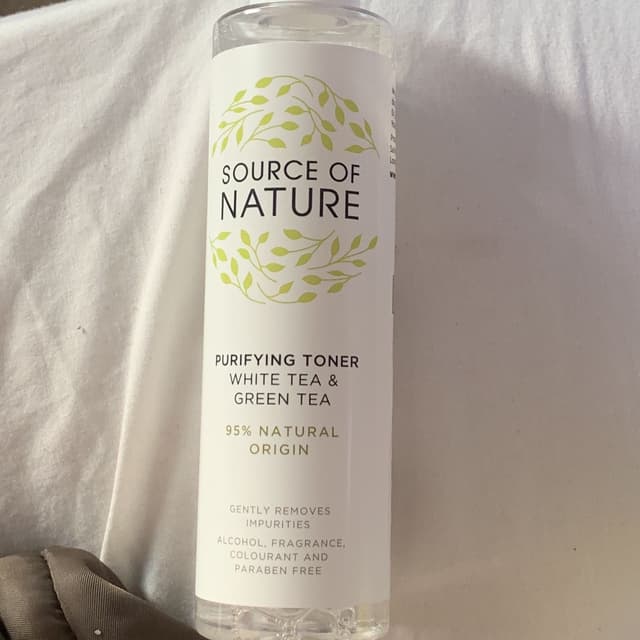 SOURCE OF
NATURE
PURIFYING TONER
WHITE TEA &
GREEN TEA
95% NATURAL
ORIGIN
GENTLY REMOVES
IMPURITIES
ALCOHOL, FRAGRANCE,
COLOURANT AND
PARABEN FREE